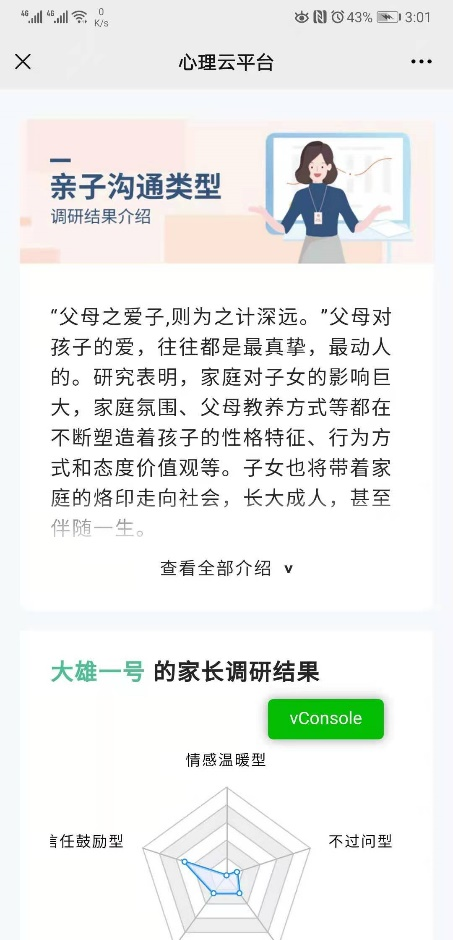 4G 4G 0 K/s 43% 3:01
心理云平台
亲子沟通类型
调研结果介绍
“父母之爱子,则为之计深远。”父母对
孩子的爱，往往都是最真挚，最动人
的。研究表明，家庭对子女的影响巨
大，家庭氛围、父母教养方式等都在
不断塑造着孩子的性格特征、行为方
式和态度价值观等。子女也将带着家
庭的烙印走向社会，长大成人，甚至
伴随一生。
查看全部介绍
大雄一号 的家长调研结果
vConsole
情感温暖型
信任鼓励型 不过问型